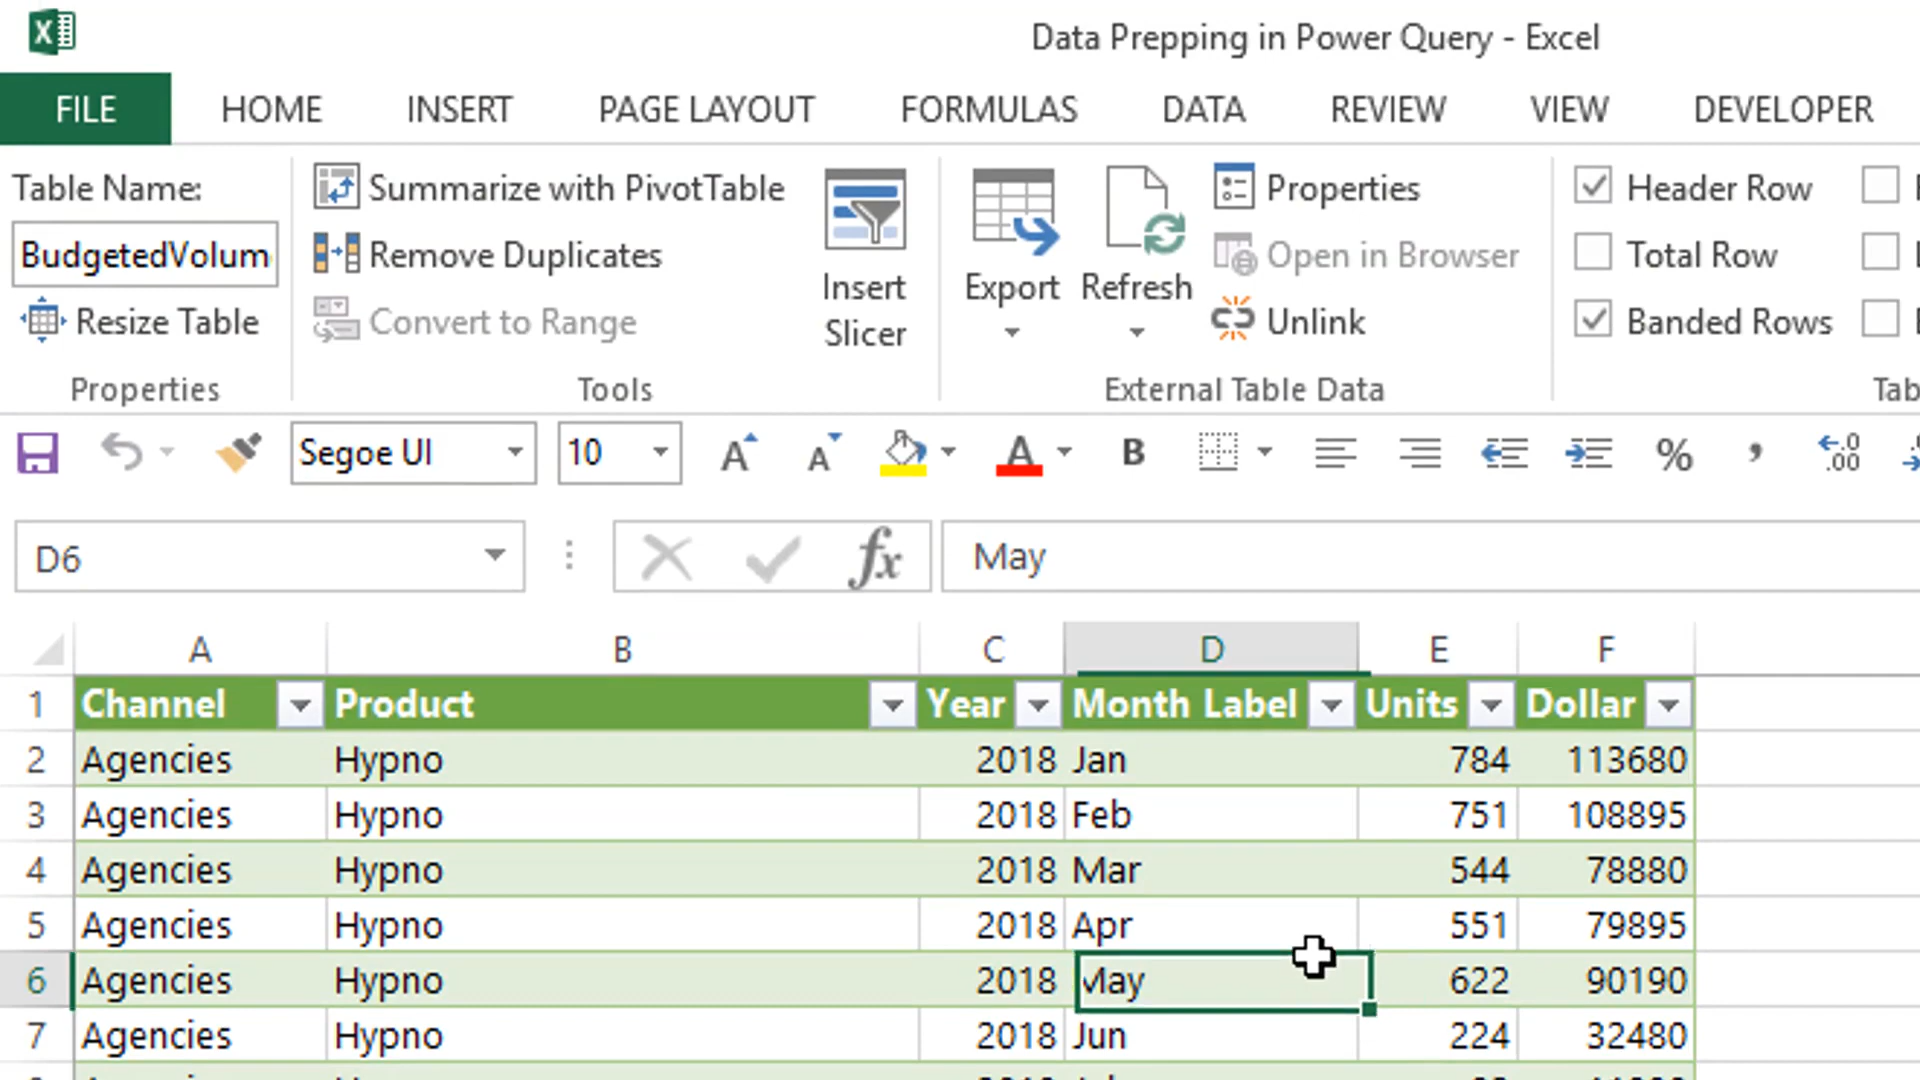 Data Prepping in Power Query - Excel
FILE HOME INSERT PAGE LAYOUT FORMULAS DATA REVIEW VIEW DEVELOPER
Table Name:
BudgetedVolum
Resize Table
Properties
Summarize with PivotTable
Remove Duplicates
Convert to Range
Tools
Insert
Slicer
Export
Refresh
Properties
Open in Browser
Unlink
External Table Data
Header Row
Total Row
Banded Rows
Tab
Segoe UI 10 A A A B % , .0
.00
D6 fx May
A B C D E F
1 Channel Product Year Month Label Units Dollar
2 Agencies Hypno 2018 Jan 784 113680
3 Agencies Hypno 2018 Feb 751 108895
4 Agencies Hypno 2018 Mar 544 78880
5 Agencies Hypno 2018 Apr 551 79895
6 Agencies Hypno 2018 May 622 90190
7 Agencies Hypno 2018 Jun 224 32480